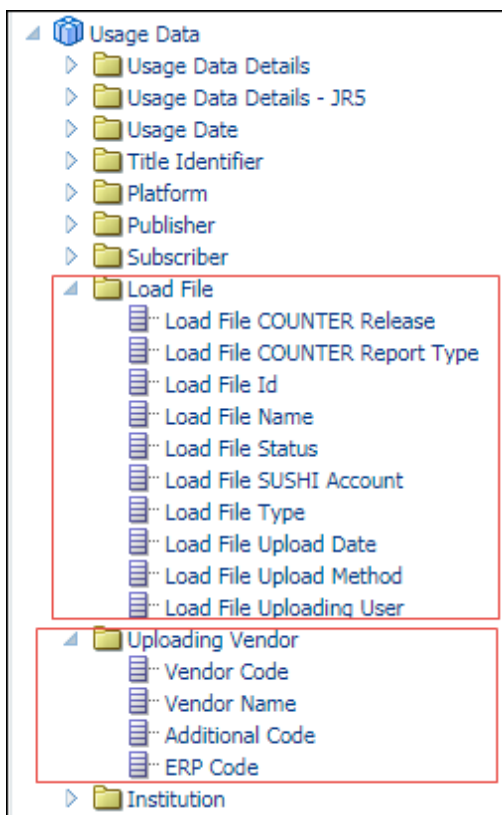 Usage Data
Usage Data Details
Usage Data Details - JR5
Usage Date
Title Identifier
Platform
Publisher
Subscriber
Load File
Load File COUNTER Release
Load File COUNTER Report Type
Load File Id
Load File Name
Load File Status
Load File SUSHI Account
Load File Type
Load File Upload Date
Load File Upload Method
Load File Uploading User
Uploading Vendor
Vendor Code
Vendor Name
Additional Code
ERP Code
Institution